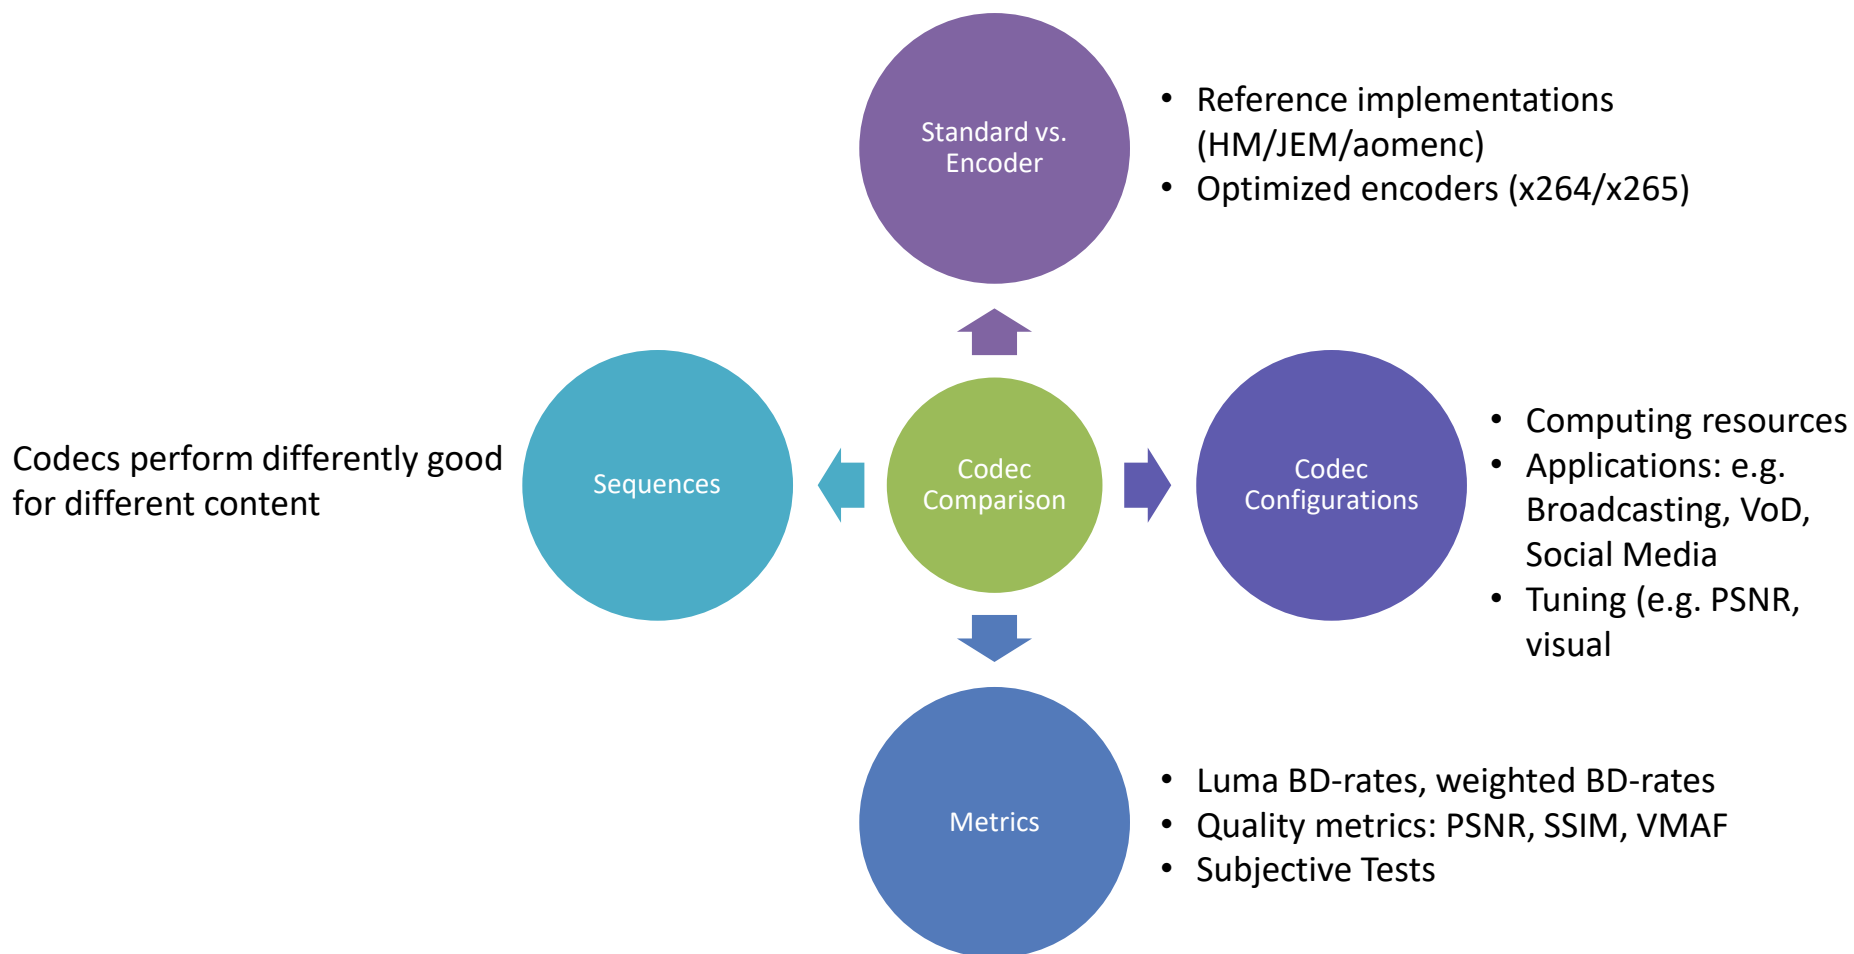 Standard vs.
Encoder
• Reference implementations
(HM/JEM/aomenc)
• Optimized encoders (x264/x265)
Codecs perform differently good
for different content
Sequences
Codec
Comparison
Codec
Configurations
• Computing resources
• Applications: e.g.
Broadcasting, VoD,
Social Media
• Tuning (e.g. PSNR,
visual
Metrics
• Luma BD-rates, weighted BD-rates
• Quality metrics: PSNR, SSIM, VMAF
• Subjective Tests